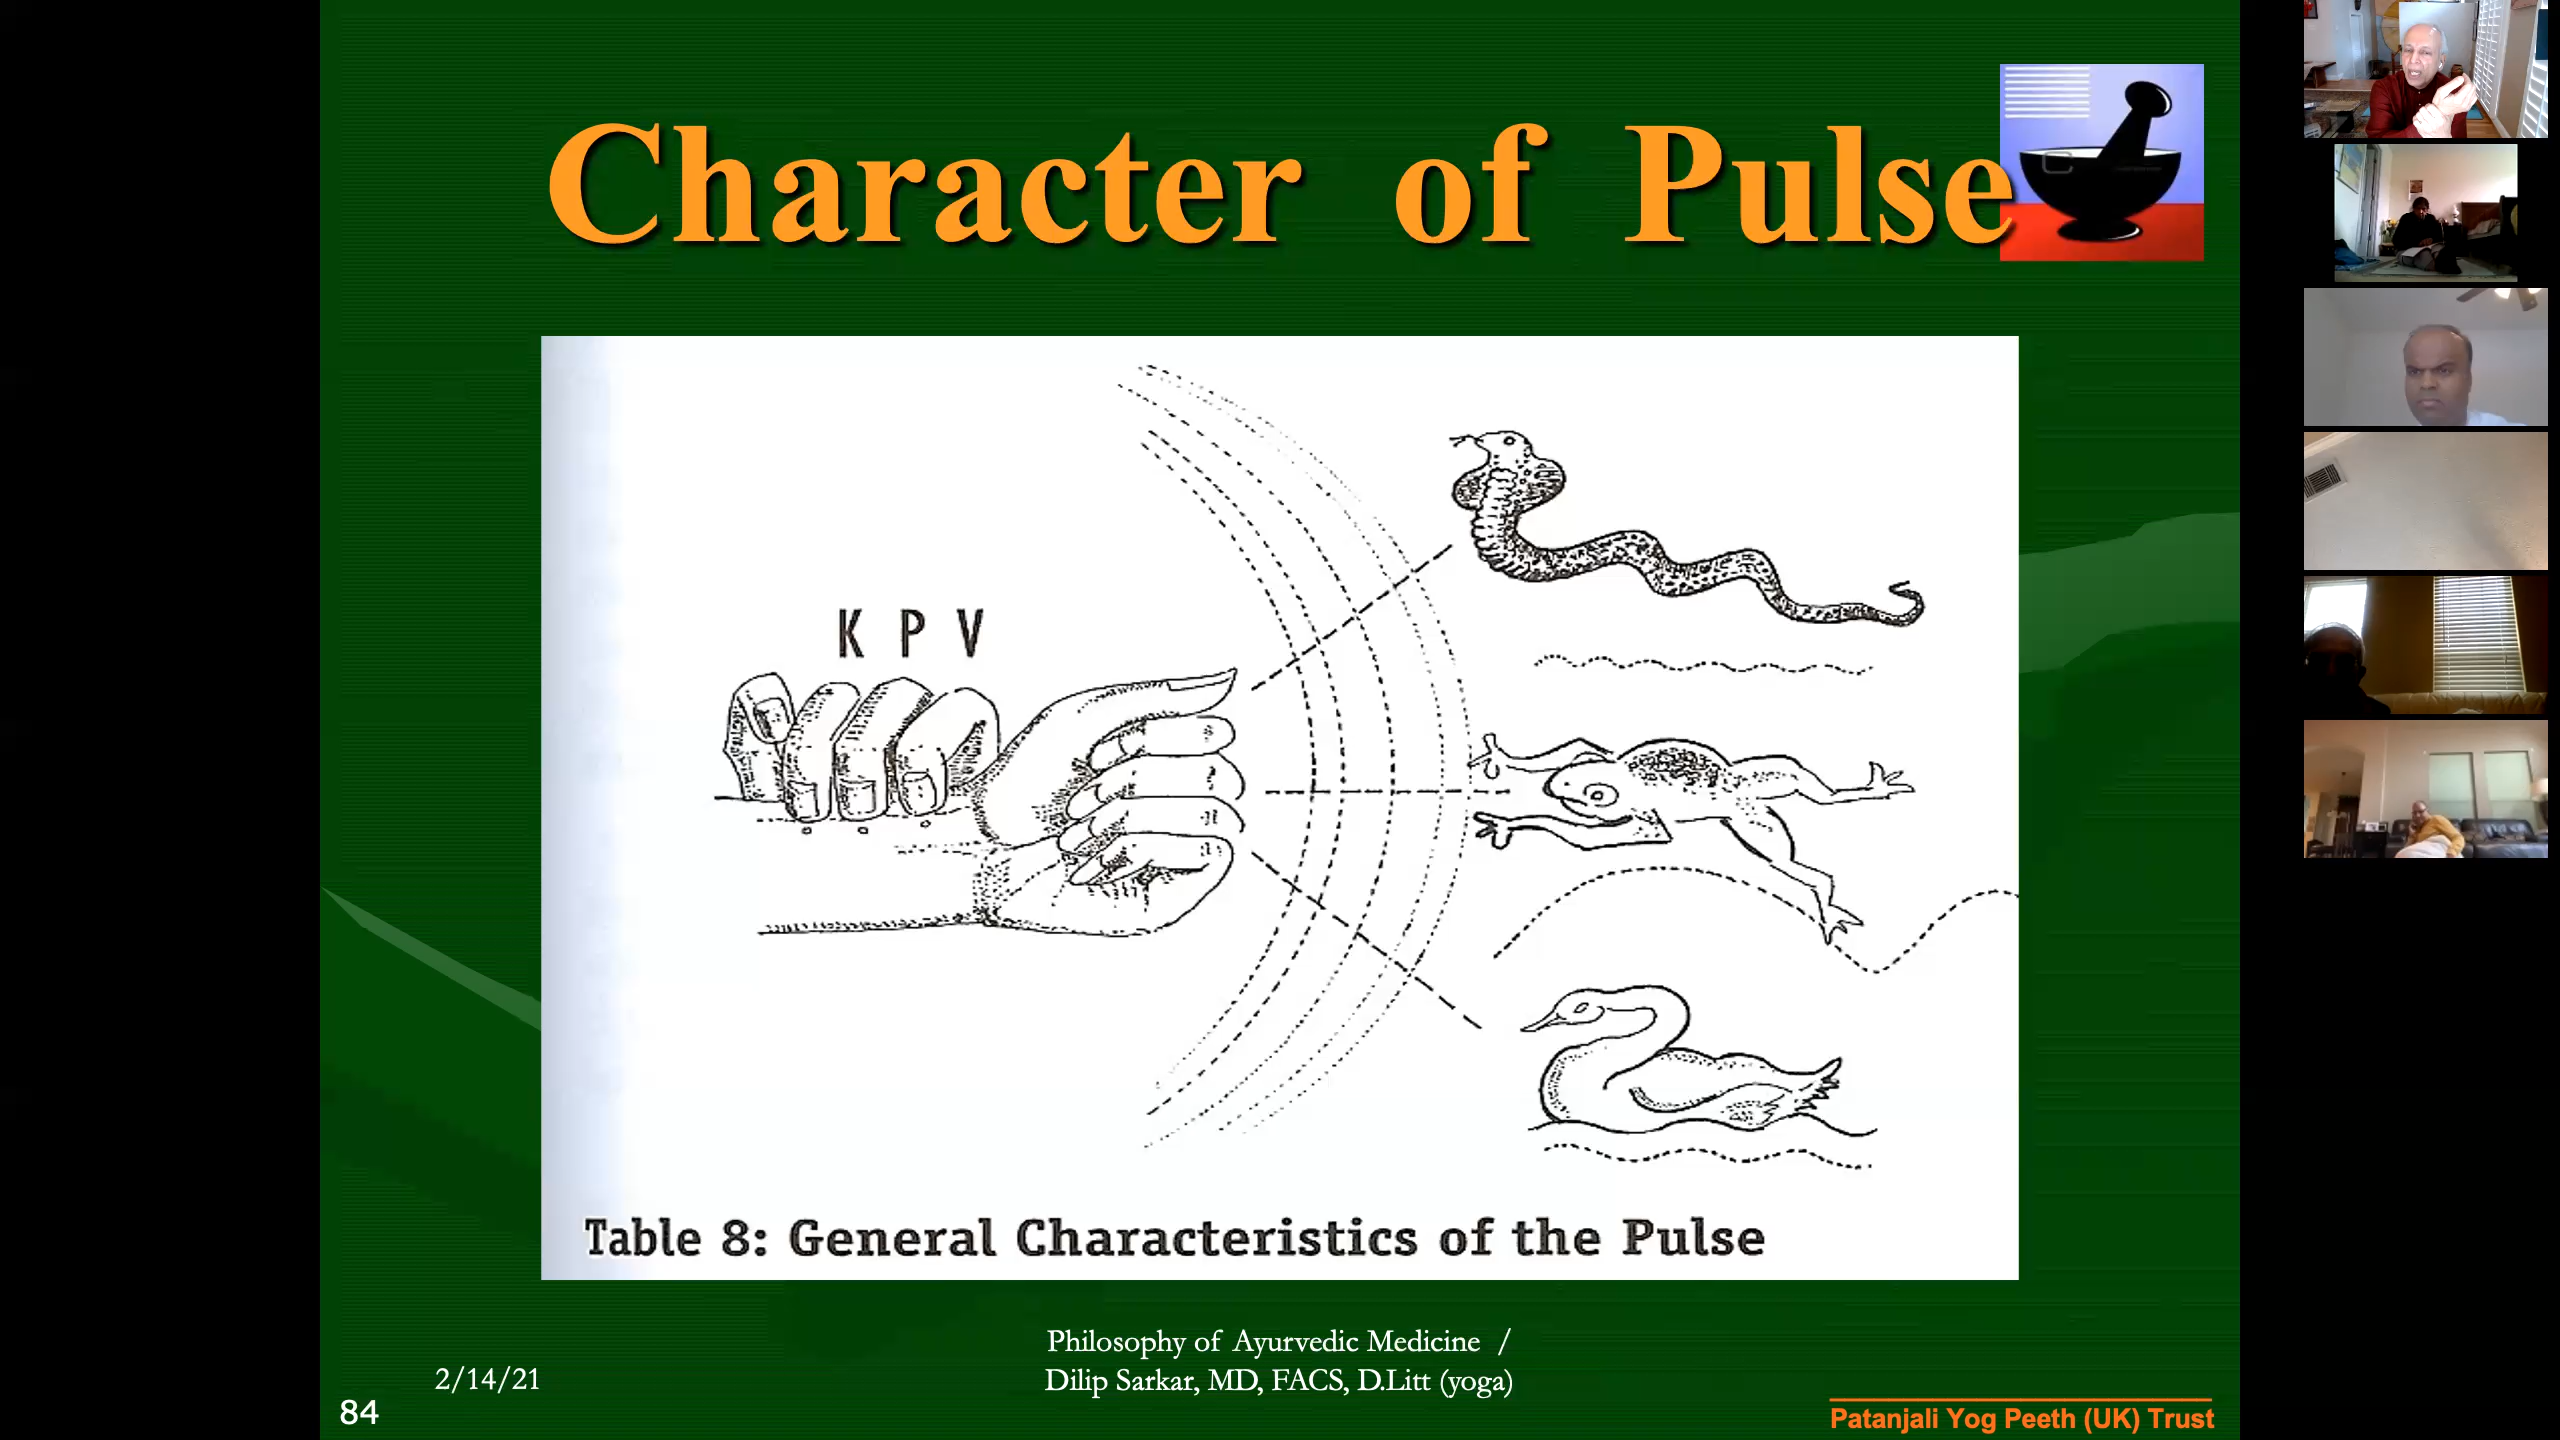 Character of Pulse
K P V
Table 8: General Characteristics of the Pulse
Philosophy of Ayurvedic Medicine /
Dilip Sarkar, MD, FACS, D.Litt (yoga)
2/14/21
84
Patanjali Yog Peeth (UK) Trust